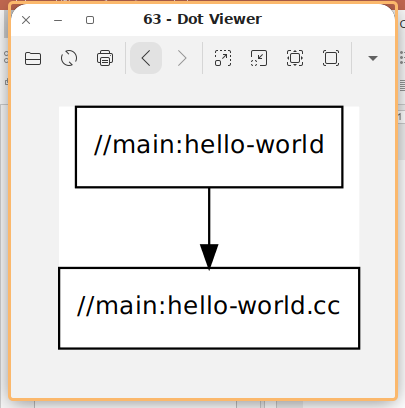 63 - Dot Viewer
//main:hello-world
//main:hello-world.cc